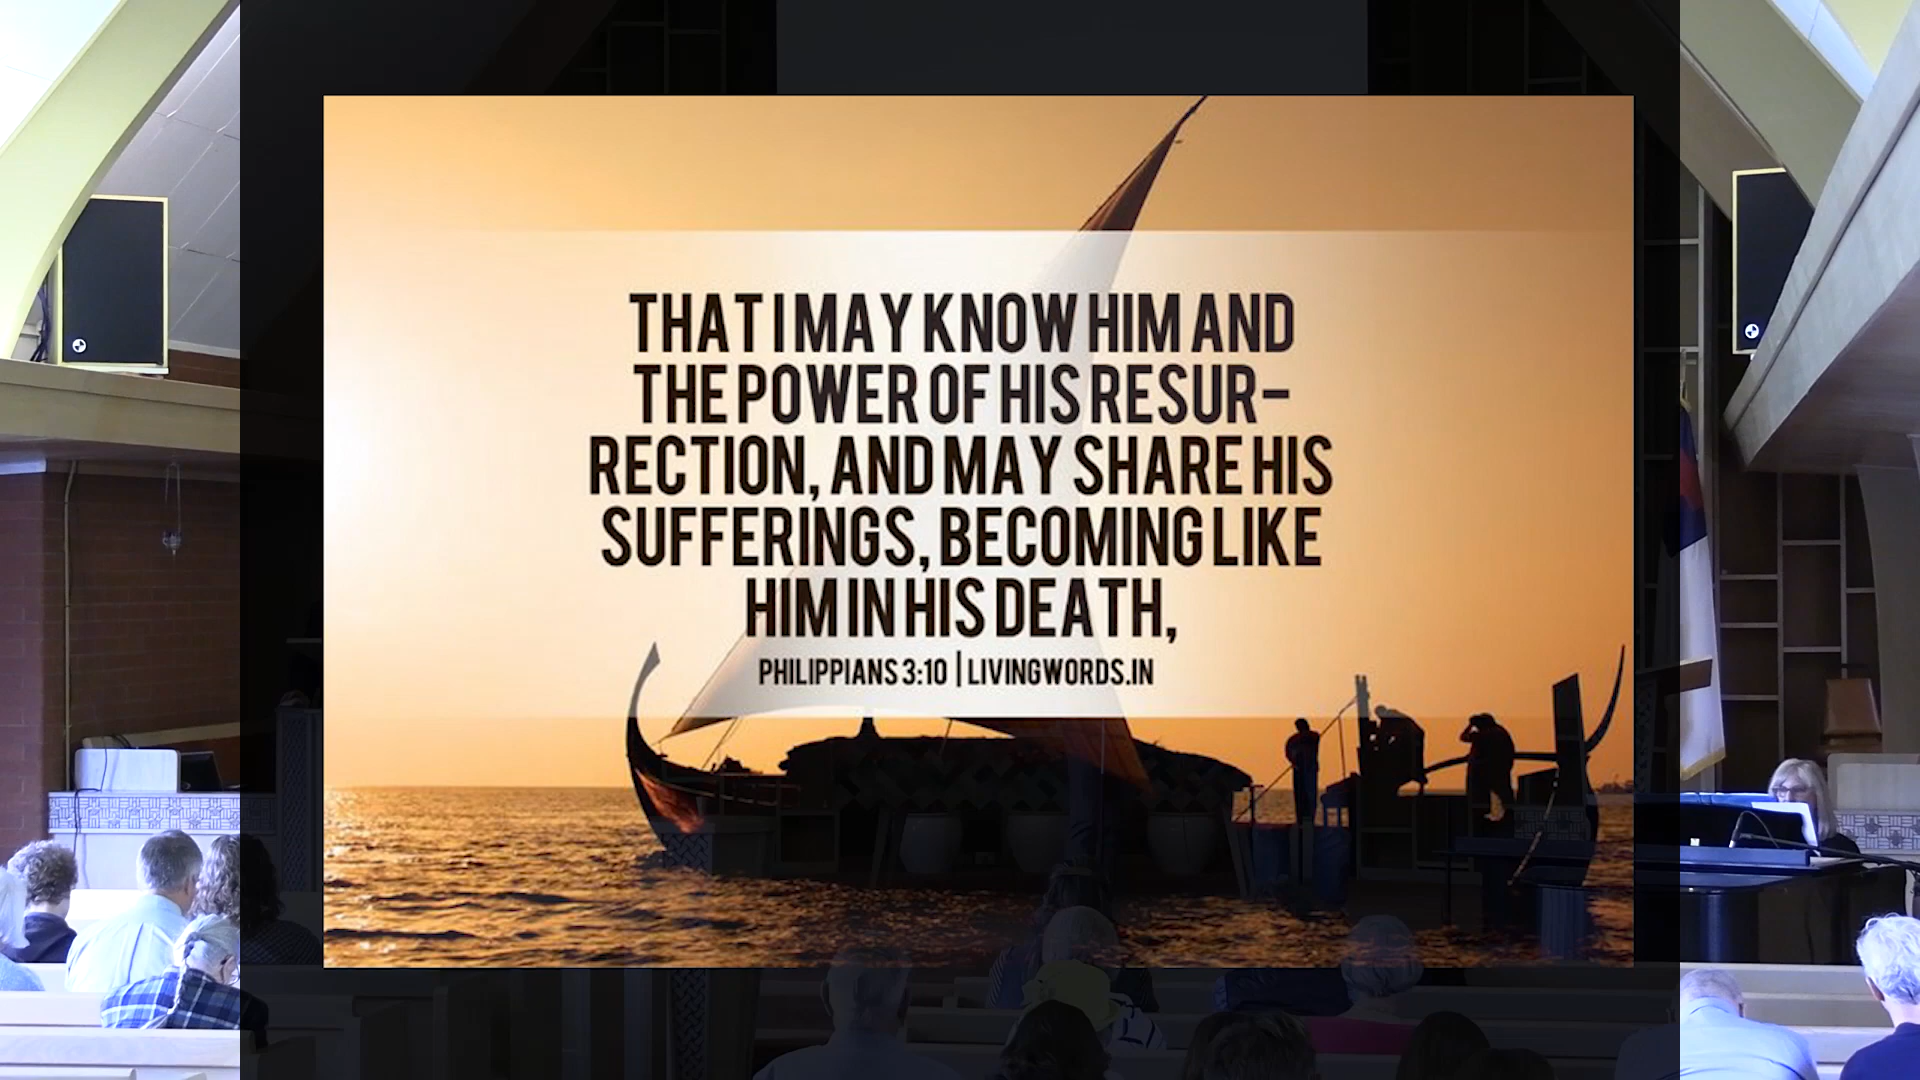 THAT I MAY KNOW HIM AND
THE POWER OF HIS RESUR-
RECTION, AND MAY SHARE HIS
SUFFERINGS, BECOMING LIKE
HIM IN HIS DEATH,
PHILIPPIANS 3:10 | LIVINGWORDS.IN